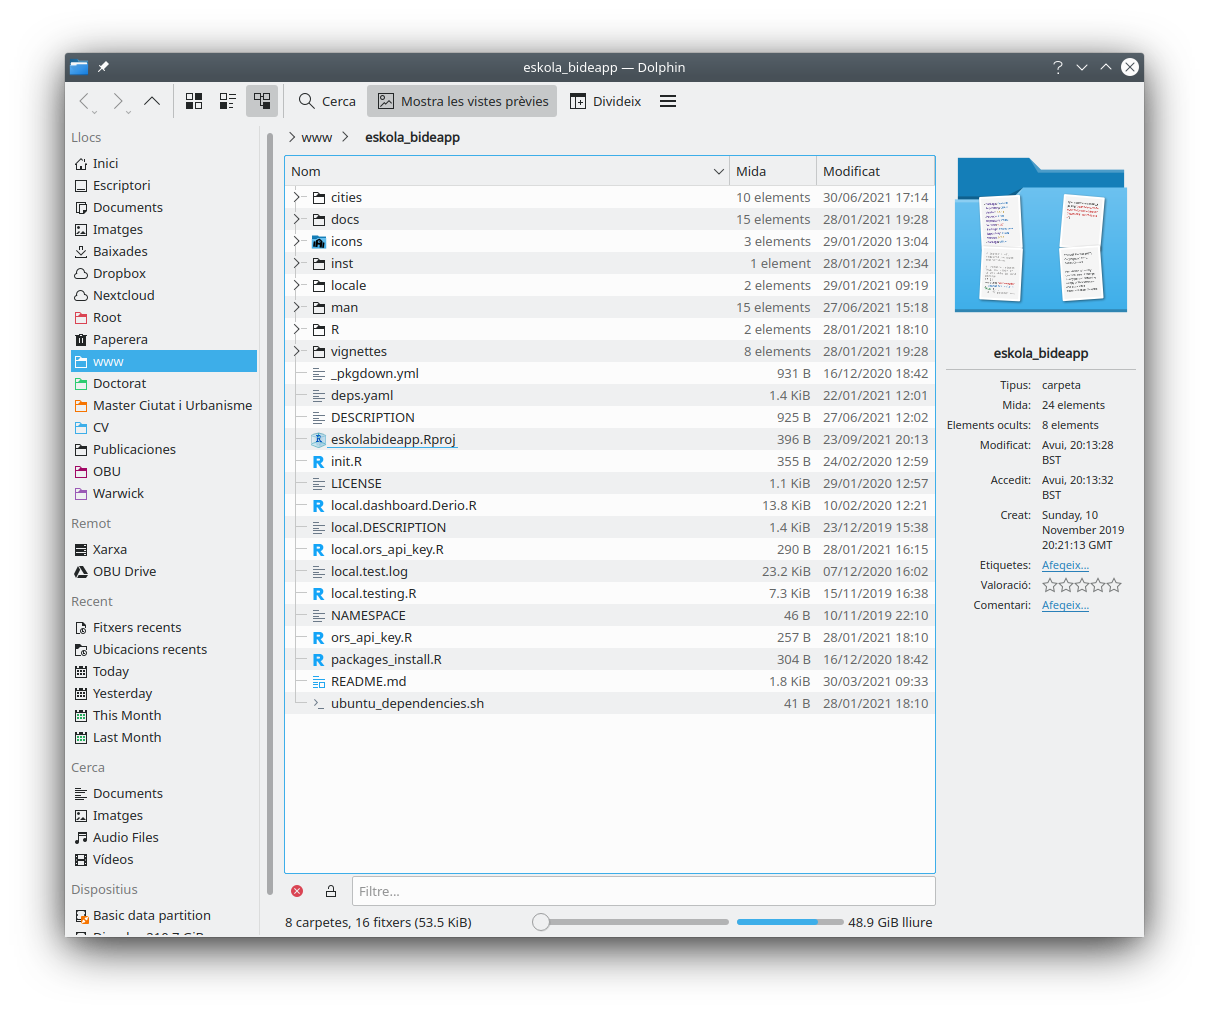 eskola_bideapp — Dolphin
Cerca
Mostra les vistes prèvies
Divideix
Llocs
Inici
Escriptori
Documents
Imatges
Baixades
Dropbox
Nextcloud
Root
Paperera
www
Doctorat
Master Ciutat i Urbanisme
CV
Publicaciones
OBU
Warwick
Remot
Xarxa
OBU Drive
Recent
Fitxers recents
Ubicacions recents
Today
Yesterday
This Month
Last Month
Cerca
Documents
Imatges
Audio Files
Vídeos
Dispositius
Basic data partition
www eskola_bideapp
Nom Mida Modificat
cities 10 elements 30/06/2021 17:14
docs 15 elements 28/01/2021 19:28
icons 3 elements 29/01/2020 13:04
inst 1 element 28/01/2021 12:34
locale 2 elements 29/01/2021 09:19
man 15 elements 27/06/2021 15:18
R 2 elements 28/01/2021 18:10
vignettes 8 elements 28/01/2021 19:28
_pkgdown.yml 931 B 16/12/2020 18:42
deps.yaml 1.4 KiB 22/01/2021 12:01
DESCRIPTION 925 B 27/06/2021 12:02
eskolabideapp.Rproj 396 B 23/09/2021 20:13
init.R 355 B 24/02/2020 12:59
LICENSE 1.1 KiB 29/01/2020 12:57
local.dashboard.Derio.R 13.8 KiB 10/02/2020 12:21
local.DESCRIPTION 1.4 KiB 23/12/2019 15:38
local.ors_api_key.R 290 B 28/01/2021 16:15
local.test.log 23.2 KiB 07/12/2020 16:02
local.testing.R 7.3 KiB 15/11/2019 16:38
NAMESPACE 46 B 10/11/2019 22:10
ors_api_key.R 257 B 28/01/2021 18:10
packages_install.R 304 B 16/12/2020 18:42
README.md 1.8 KiB 30/03/2021 09:33
ubuntu_dependencies.sh 41 B 28/01/2021 18:10
Filtre...
8 carpetes, 16 fitxers (53.5 KiB)
48.9 GiB lliure
eskola_bideapp
Tipus: carpeta
Mida: 24 elements
Elements ocults: 8 elements
Modificat: Avui, 20:13:28
BST
Accedit: Avui, 20:13:32
BST
Creat: Sunday, 10
November 2019
20:21:13 GMT
Etiquetes: Afegeix...
Valoració:
Comentari: Afegeix...